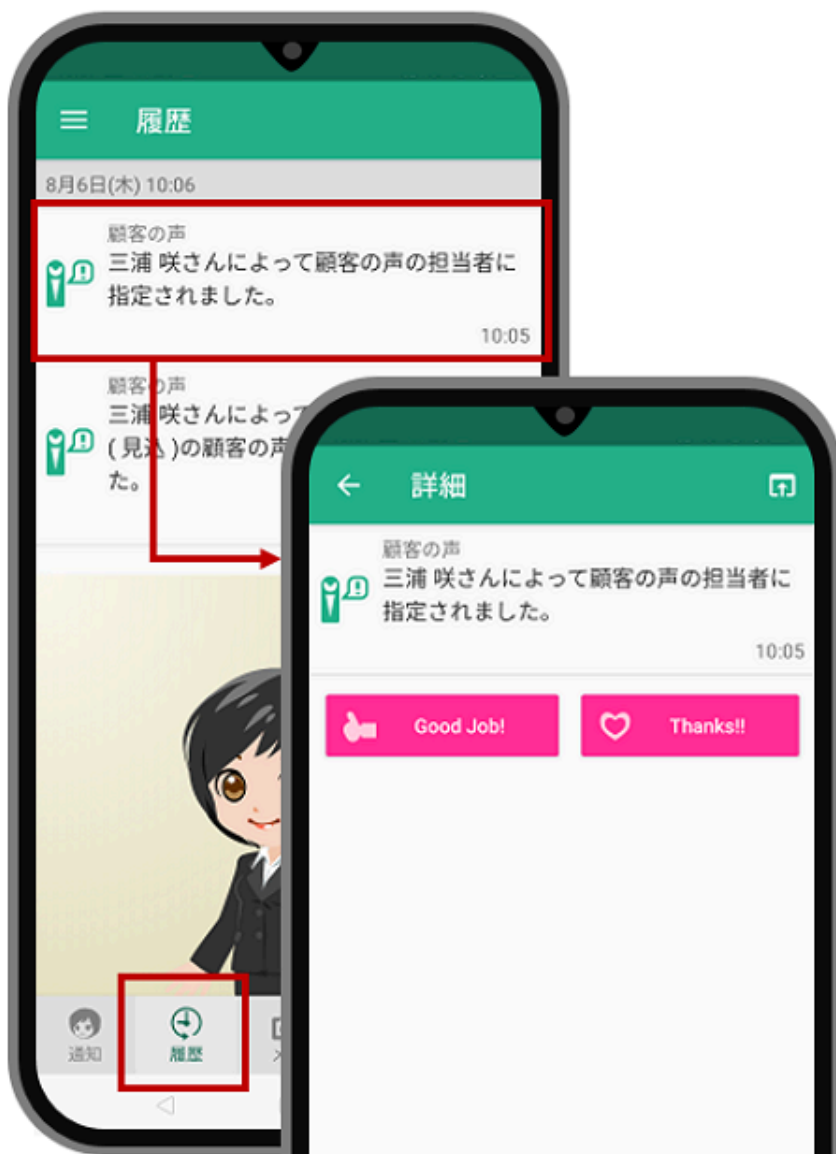 履歴
8月6日(木) 10:06
顧客の声
三浦 咲さんによって顧客の声の担当者に
指定されました。
10:05
顧客の声
三浦 咲さんによっ
( 見込 )の顧客の声
た。
通知
履歴
詳細
顧客の声
三浦 咲さんによって顧客の声の担当者に
指定されました。
10:05
Good Job!
Thanks!!